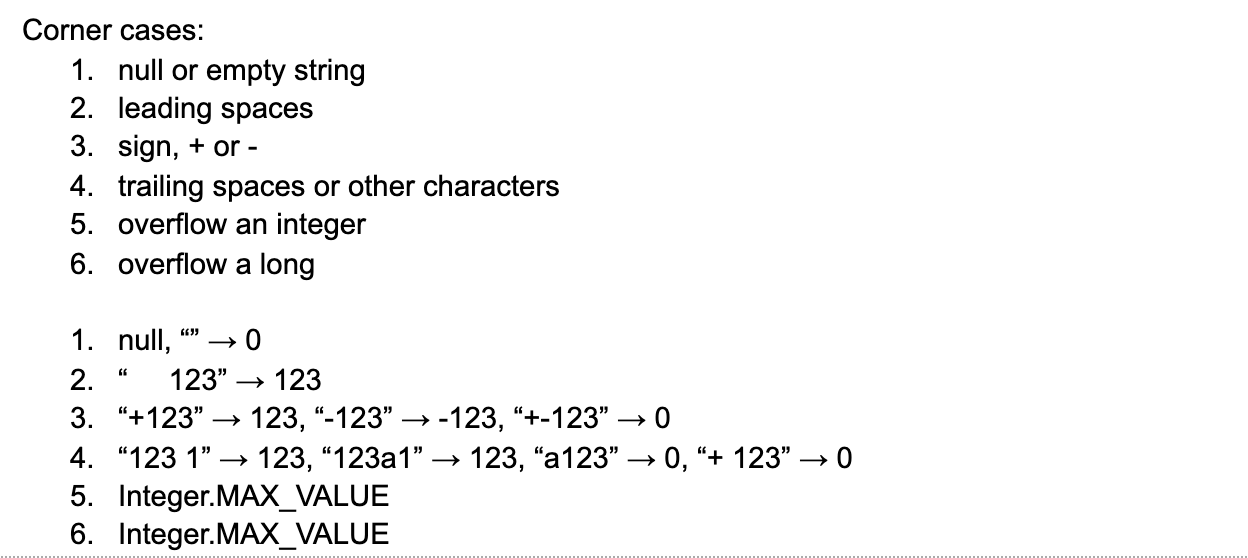 Corner cases:
1. null or empty string
2. leading spaces
3. sign, + or -
4. trailing spaces or other characters
5. overflow an integer
6. overflow a long
1. null, “” → 0
2. “ 123” → 123
3. “+123” → 123, “-123” → -123, “+-123” → 0
4. “123 1” → 123, “123a1” → 123, “a123” → 0, “+ 123” → 0
5. Integer.MAX_VALUE
6. Integer.MAX_VALUE